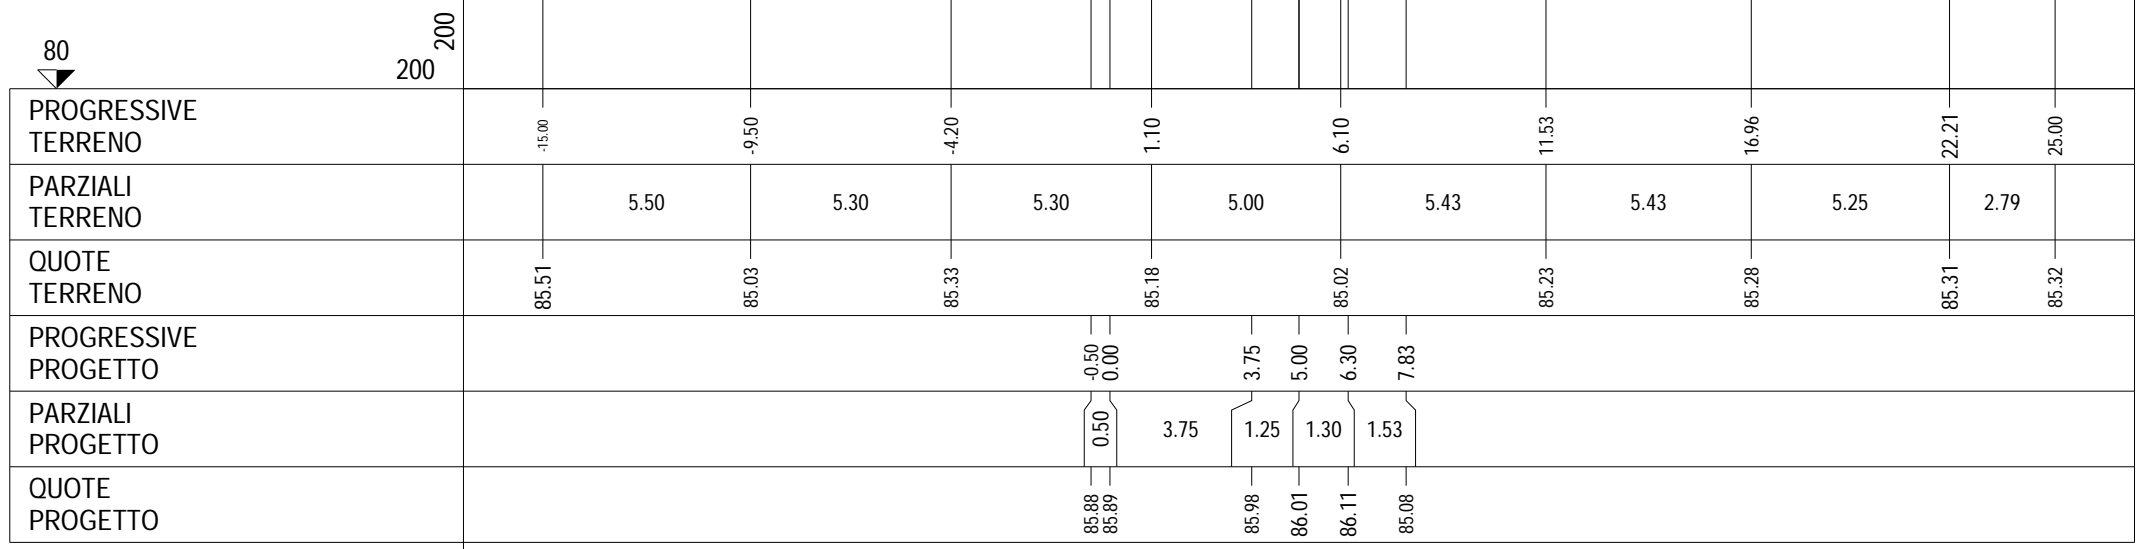 200
80
200
PROGRESSIVE
TERRENO
-15.00 -9.50 -4.20 1.10 6.10 11.53 16.96 22.21 25.00
PARZIALI
TERRENO
5.50 5.30 5.30 5.00 5.43 5.43 5.25 2.79
QUOTE
TERRENO
85.51 85.03 85.33 85.18 85.02 85.23 85.28 85.31 85.32
PROGRESSIVE
PROGETTO
-0.50 0.00 3.75 5.00 6.30 7.83
PARZIALI
PROGETTO
0.50 3.75 1.25 1.30 1.53
QUOTE
PROGETTO
85.88 85.89 85.98 86.01 86.11 85.08